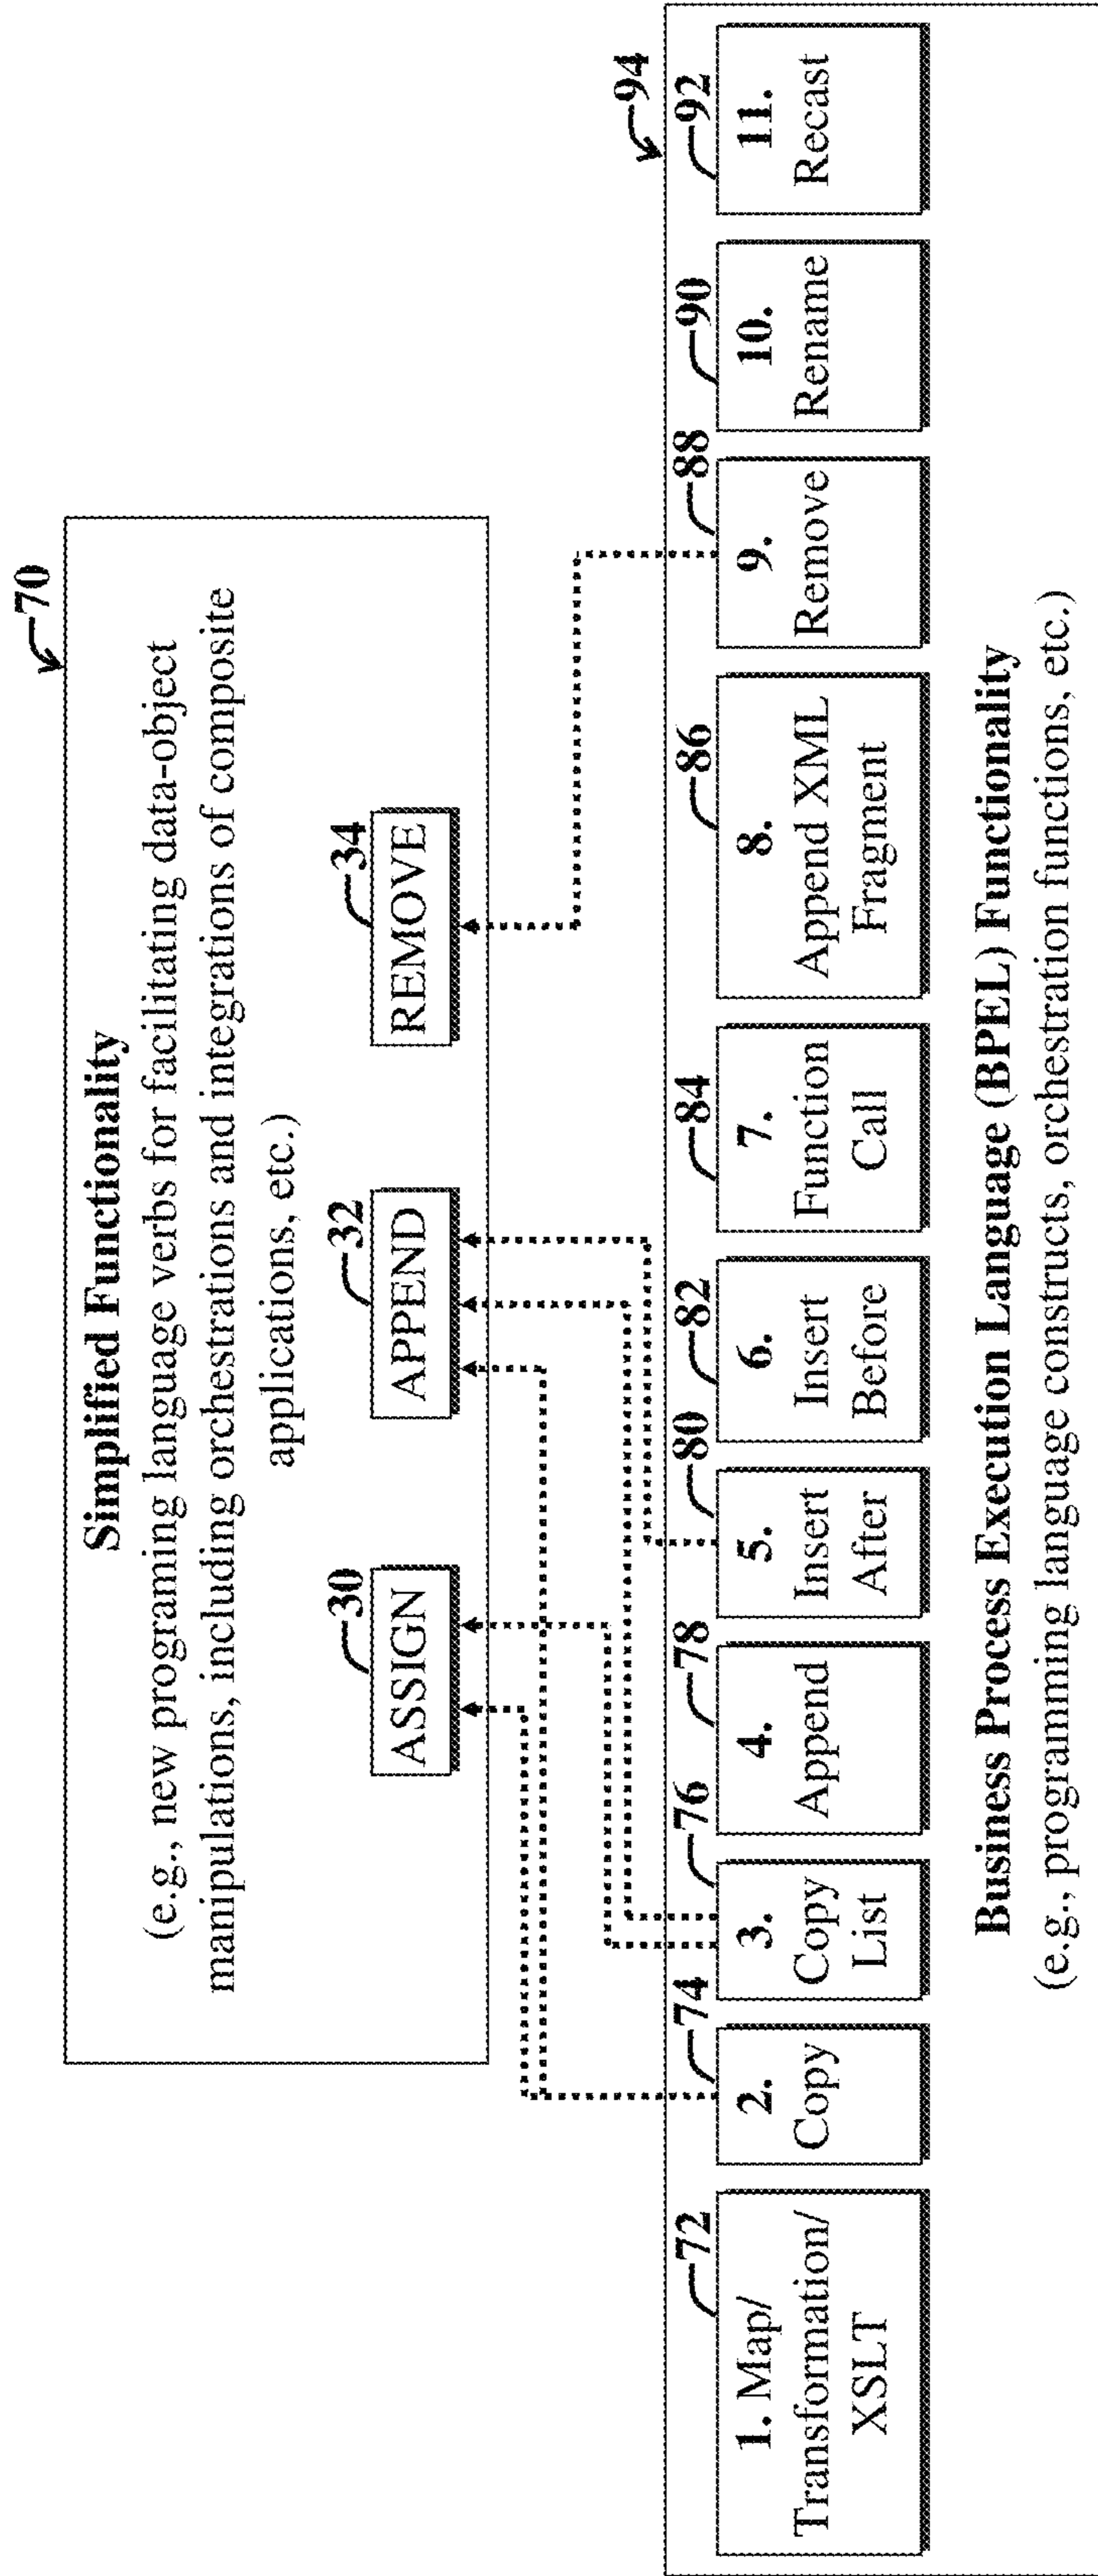 70
Simplified Functionality
(e.g., new programing language verbs for facilitating data-object
manipulations, including orchestrations and integrations of composite
applications, etc.)
30
32
34
ASSIGN
APPEND
REMOVE
94
72
74
76
78
80
82
84
86
88
90
92
1. Map/
Transformation/
XSLT
2.
Copy
3.
Copy
List
4.
Append
5.
Insert
After
6.
Insert
Before
7.
Function
Call
8.
Append XML
Fragment
9.
Remove
10.
Rename
11.
Recast
Business Process Execution Language (BPEL) Functionality
(e.g., programming language constructs, orchestration functions, etc.)